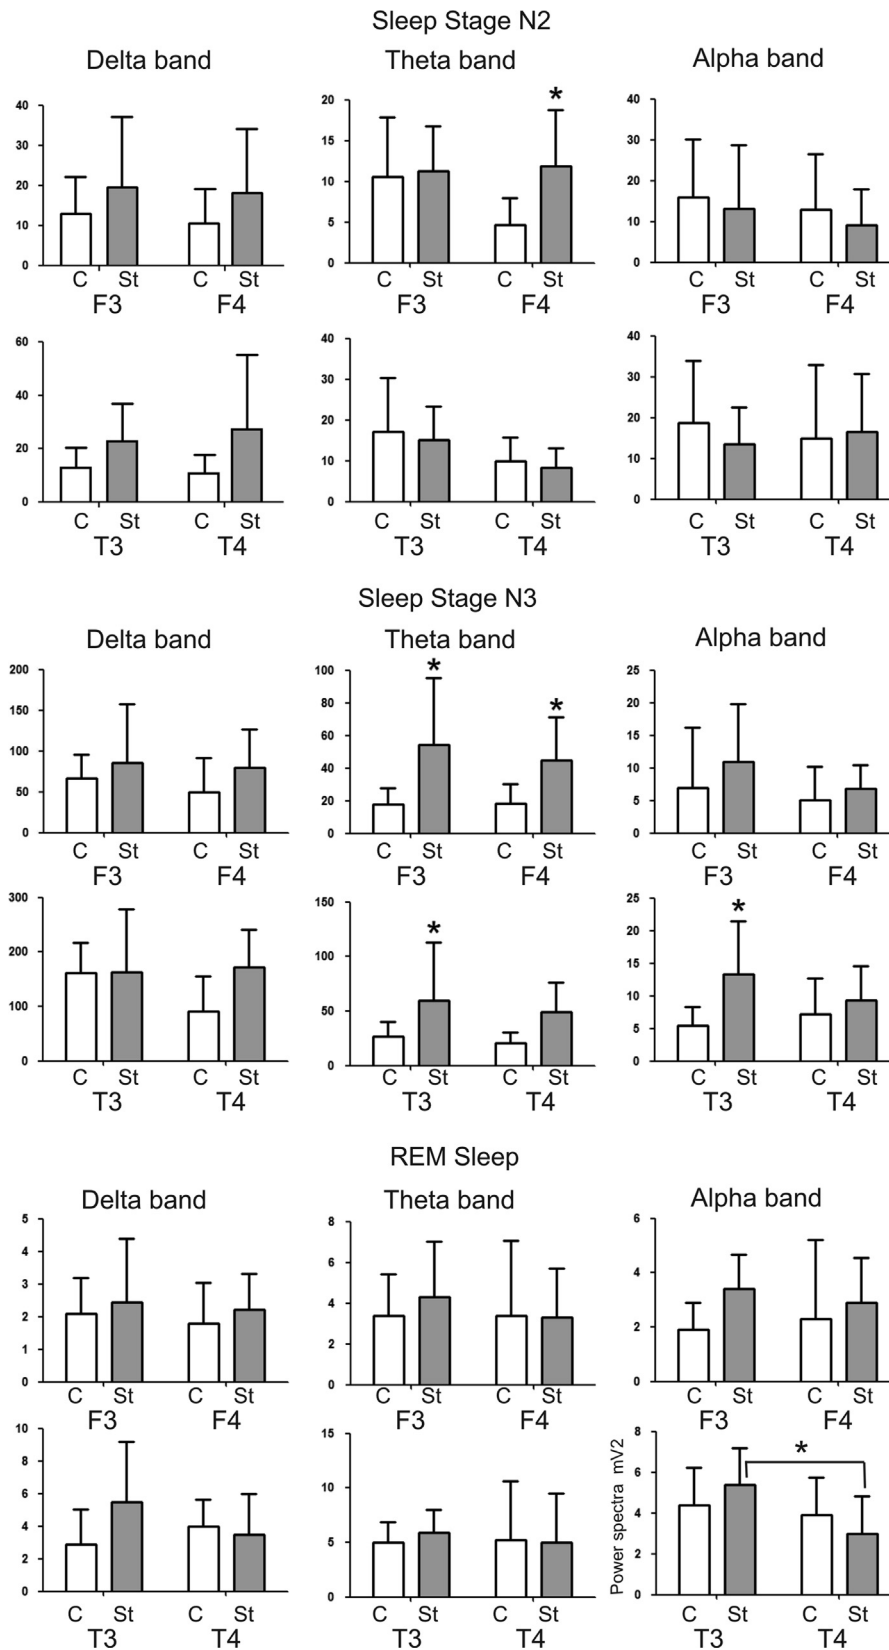 Sleep Stage N2
Delta band Theta band Alpha band
40 30 20 10 0
C St C St
F3 F4
20 15 10 5 0
*
C St C St
F3 F4
40 30 20 10 0
C St C St
F3 F4
60 40 20 0
C St C St
T3 T4
40 30 20 10 0
C St C St
T3 T4
40 30 20 10 0
C St C St
T3 T4
Sleep Stage N3
Delta band Theta band Alpha band
200 150 100 50 0
C St C St
F3 F4
100 80 60 40 20 0
* *
C St C St
F3 F4
25 20 15 10 5 0
C St C St
F3 F4
300 200 100 0
C St C St
T3 T4
150 100 50 0
*
C St C St
T3 T4
25 20 15 10 5 0
*
C St C St
T3 T4
REM Sleep
Delta band Theta band Alpha band
5 4 3 2 1 0
C St C St
F3 F4
8 6 4 2 0
C St C St
F3 F4
6 4 2 0
C St C St
F3 F4
10 8 6 4 2 0
C St C St
T3 T4
15 10 5 0
C St C St
T3 T4
Power spectra mV2
8 6 4 2 0
*
C St C St
T3 T4